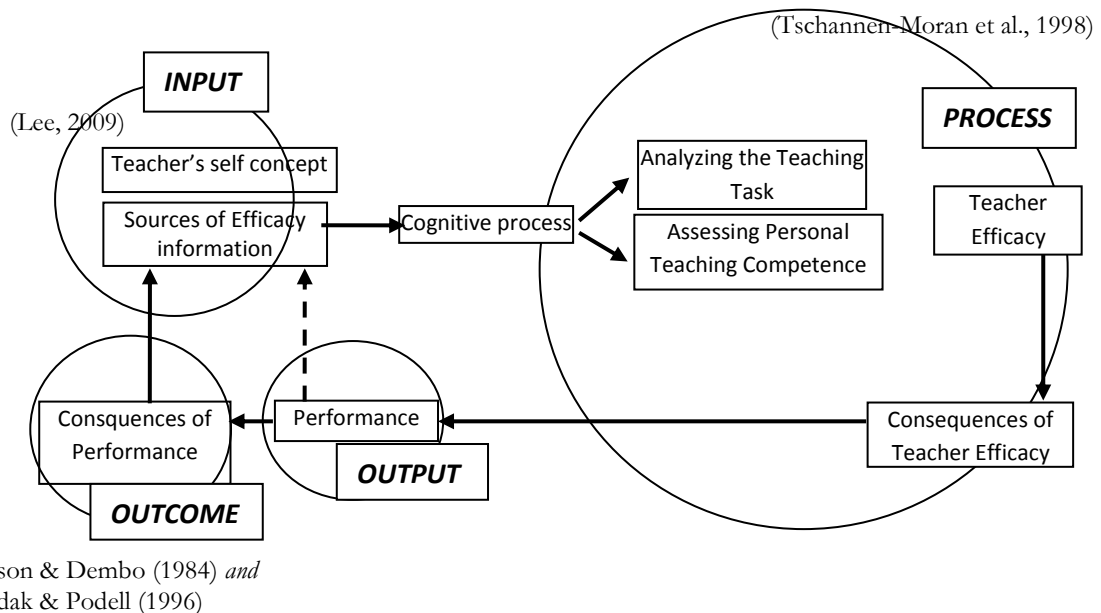 (Tschannen-Moran et al., 1998)
INPUT
PROCESS
(Lee, 2009)
Teacher's self concept
Analyzing the Teaching
Task
Sources of Efficacy
information
Cognitive process
Assessing Personal
Teaching Competence
Teacher
Efficacy
Consquences of
Performance
Performance
Consequences of
Teacher Efficacy
OUTPUT
OUTCOME
& Dembo (1984) and
& Podell (1996)